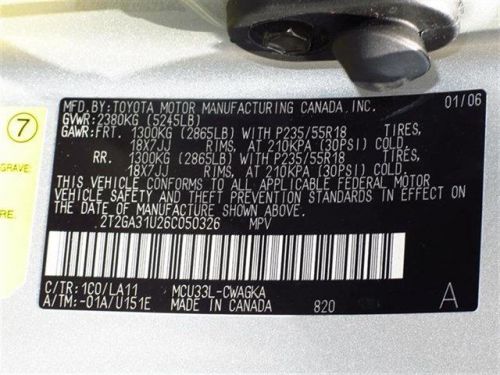 MFD.BY:TOYOTA MOTOR MANUFACTURING CANADA.INC. 01/06
GVWR:2380KG (5245LB)
GAWR:FRT. 1300KG (2865LB) WITH P235/55R18 TIRES,
18X7JJ RIMS, AT 210KPA (30PSI) COLD.
RR. 1300KG (2865LB) WITH P235/55R18 TIRES,
18X7JJ RIMS, AT 210KPA (30PSI) COLD.
THIS VEHICLE CONFORMS TO ALL APPLICABLE FEDERAL MOTOR
VEHICLE SAFETY AND THEFT PREVENTION STANDARDS IN EFFECT ON
THE DATE OF MANUFACTURE SHOWN ABOVE.
2T2GA31U26C050326 MPV
C/TR:1C0/LA11 MCU33L-CWAGKA
A/TM:-01A/U151E MADE IN CANADA 820 A
7
GRAVE.